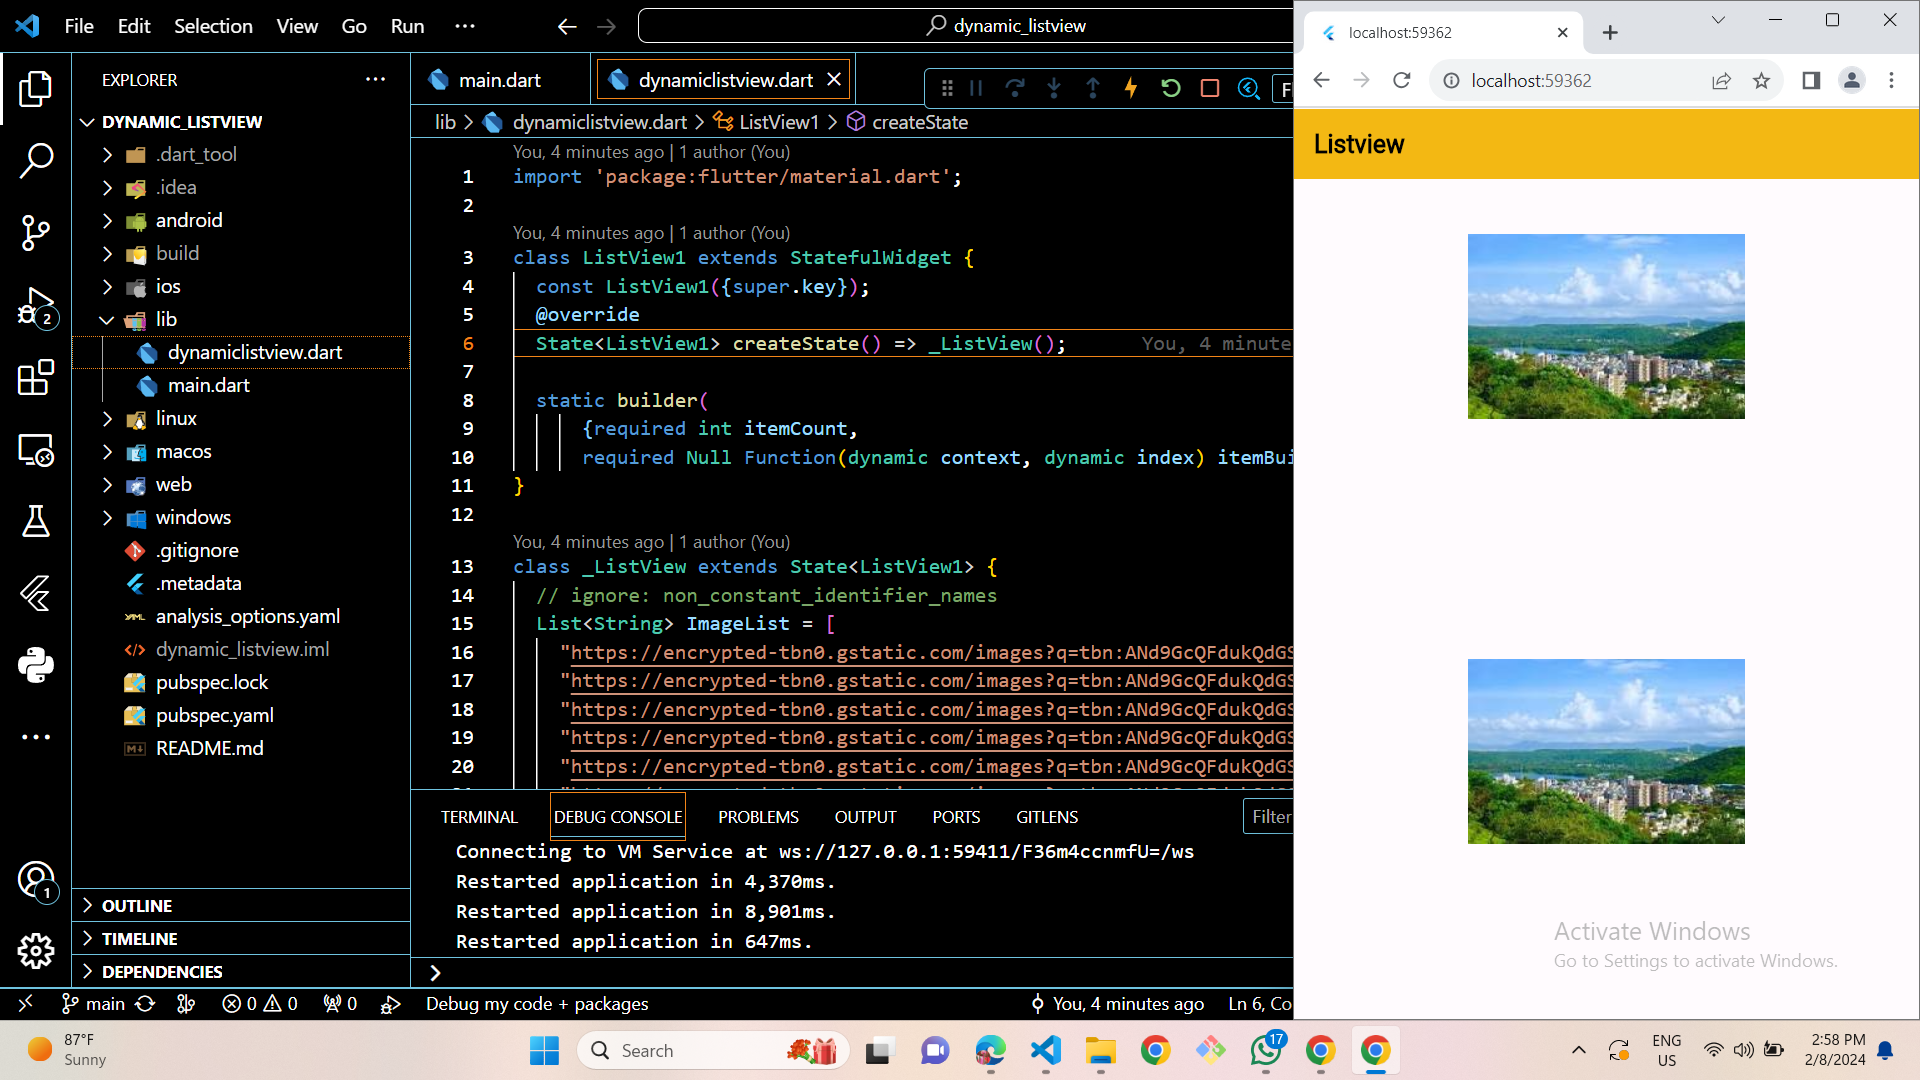 File Edit Selection View Go Run ···
dynamic_listview
EXPLORER
DYNAMIC_LISTVIEW
.dart_tool
.idea
android
build
ios
lib
dynamiclistview.dart
main.dart
linux
macos
web
windows
.gitignore
.metadata
analysis_options.yaml
dynamic_listview.iml
pubspec.lock
pubspec.yaml
README.md
OUTLINE
TIMELINE
DEPENDENCIES
2
1
main.dart
dynamiclistview.dart
lib > dynamiclistview.dart > ListView1 > createState
You, 4 minutes ago | 1 author (You)
1 import 'package:flutter/material.dart';
2
You, 4 minutes ago | 1 author (You)
3 class ListView1 extends StatefulWidget {
4 const ListView1({super.key});
5 @override
6 State<ListView1> createState() => _ListView(); You, 4 minute
7
8 static builder(
9 {required int itemCount,
10 required Null Function(dynamic context, dynamic index) itemBui
11 }
12
You, 4 minutes ago | 1 author (You)
13 class _ListView extends State<ListView1> {
14 // ignore: non_constant_identifier_names
15 List<String> ImageList = [
16 "https://encrypted-tbn0.gstatic.com/images?q=tbn:ANd9GcQFdukQdGS
17 "https://encrypted-tbn0.gstatic.com/images?q=tbn:ANd9GcQFdukQdGS
18 "https://encrypted-tbn0.gstatic.com/images?q=tbn:ANd9GcQFdukQdGS
19 "https://encrypted-tbn0.gstatic.com/images?q=tbn:ANd9GcQFdukQdGS
20 "https://encrypted-tbn0.gstatic.com/images?q=tbn:ANd9GcQFdukQdGS
TERMINAL DEBUG CONSOLE PROBLEMS OUTPUT PORTS GITLENS Filter
Connecting to VM Service at ws://127.0.0.1:59411/F36m4ccnmfU=/ws
Restarted application in 4,370ms.
Restarted application in 8,901ms.
Restarted application in 647ms.
main 0 0 0 Debug my code + packages You, 4 minutes ago Ln 6, Co
localhost:59362
localhost:59362
Listview
Activate Windows
Go to Settings to activate Windows.
87°F
Sunny
Search
17
ENG
US
2:58 PM
2/8/2024